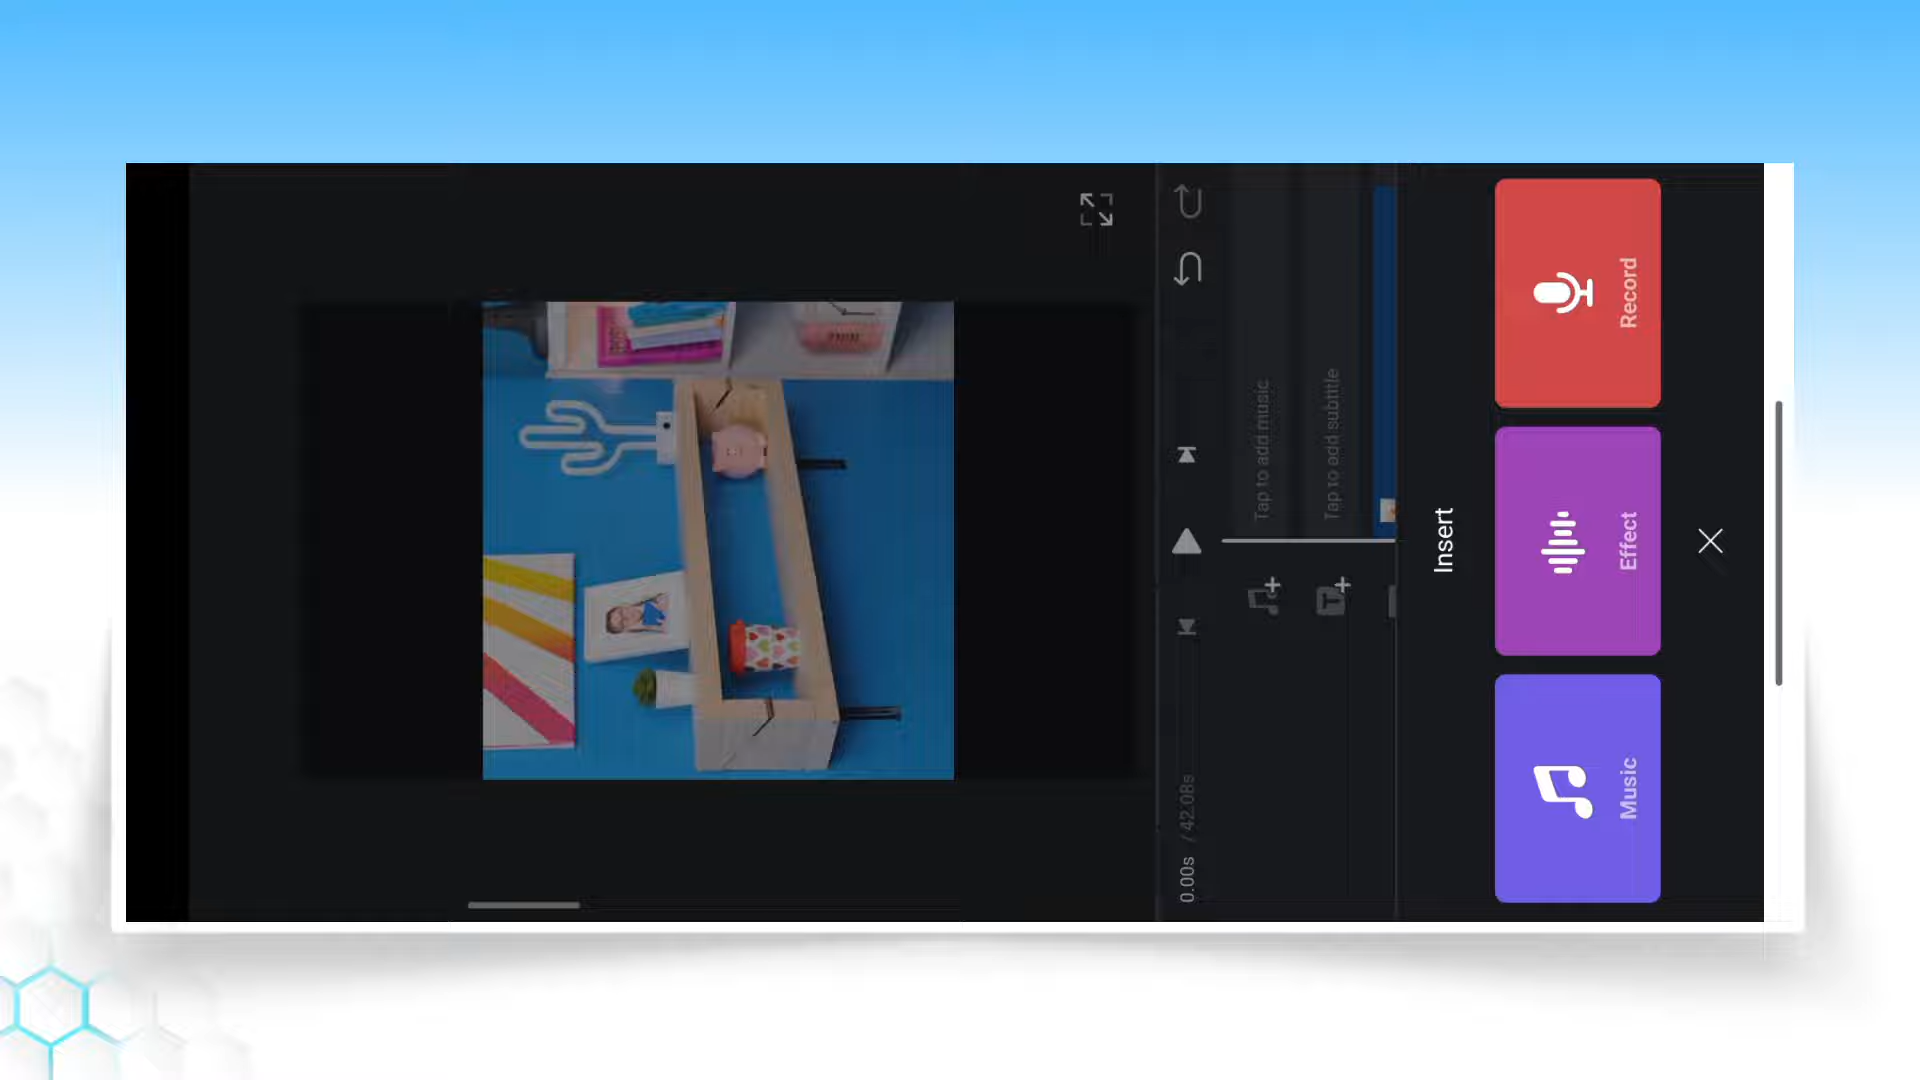 0.00s / 42.08s
Tap to add music
Tap to add subtitle
Insert
Music
Effect
Record